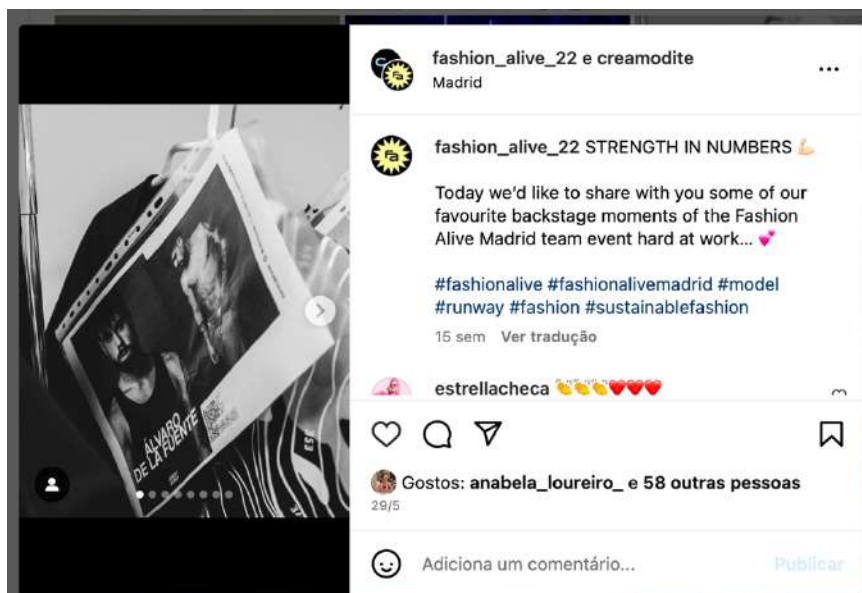 fashion_alive_22 e creamodite
Madrid
fashion_alive_22 STRENGTH IN NUMBERS 💪🏻
Today we'd like to share with you some of our
favourite backstage moments of the Fashion
Alive Madrid team event hard at work... 💕
#fashionalive #fashionalivemadrid #model
#runway #fashion #sustainablefashion
15 sem Ver tradução
estrellacheca 👏👏👏❤️❤️❤️
ÁLVARO
DE LA FUENTE
Gostos: anabela_loureiro_ e 58 outras pessoas
29/5
Adiciona um comentário...
Publicar